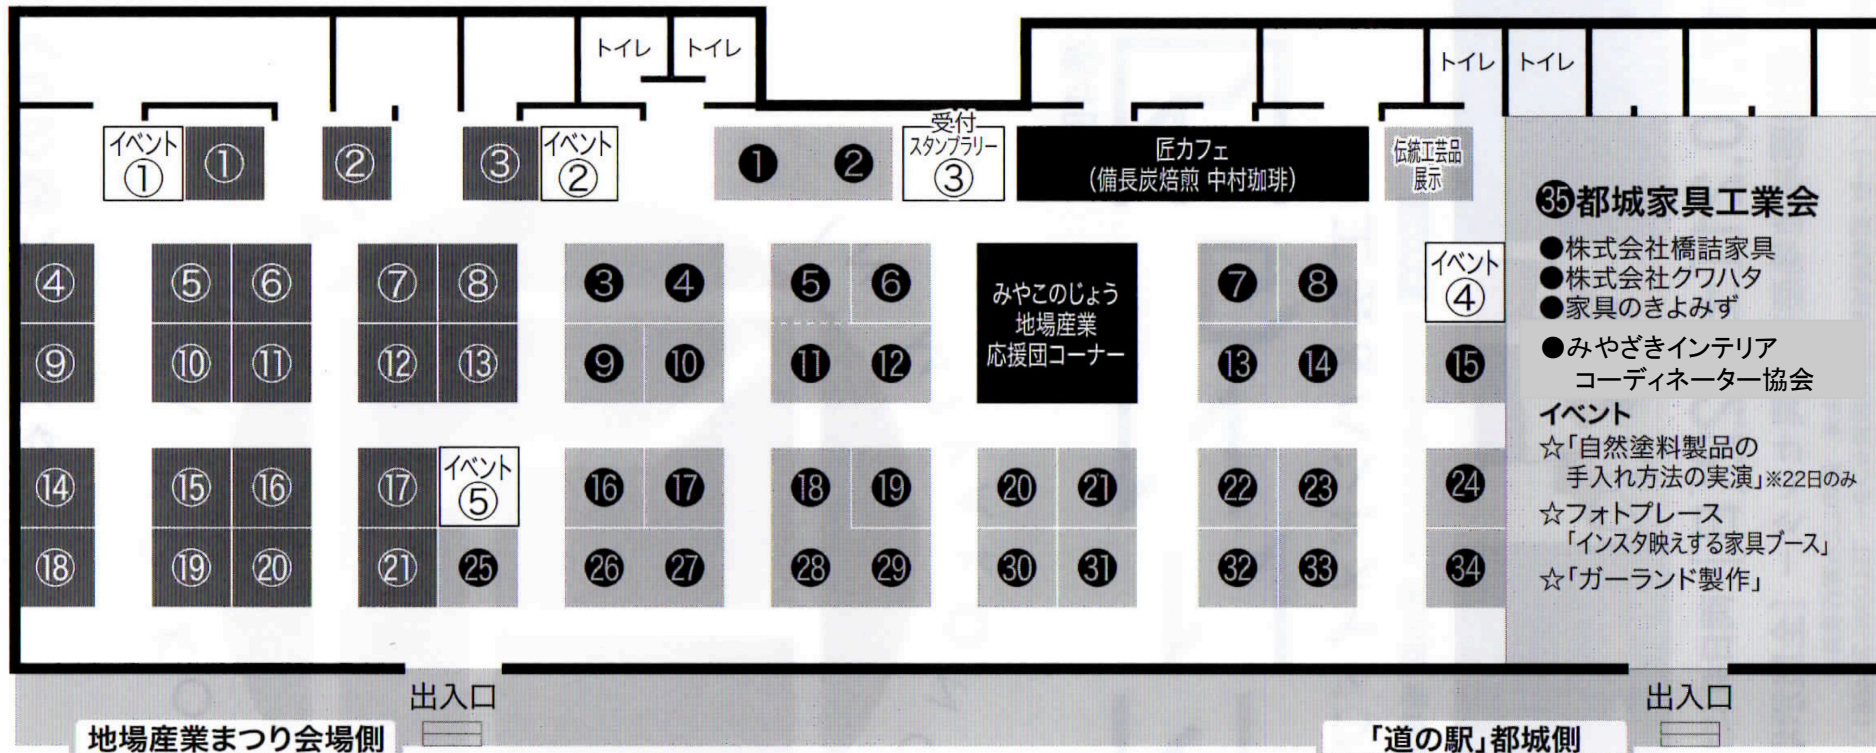 トイレ トイレ
トイレ トイレ
イベント
①
① ② ③
イベント
②
❶ ❷
受付
スタンプラリー
③
匠カフェ
(備長炭焙煎 中村珈琲)
伝統工芸品
展示
④ ⑤ ⑥ ⑦ ⑧ ❸ ❹ ❺ ❻
みやこのじょう
地場産業
応援団コーナー
❼ ❽
イベント
④
⑨ ⑩ ⑪ ⑫ ⑬ ❾ ❿ ⓫ ⓬ ⓭ ⓮ ⓯
⑭ ⑮ ⑯ ⑰
イベント
⑤
⓰ ⓱ ⓲ ⓳ ⓴ 21 22 23 24
⑱ ⑲ ⑳ ㉑ 25 26 27 28 29 30 31 32 33 34
35都城家具工業会
●株式会社橋詰家具
●株式会社クワハタ
●家具のきよみず
●みやざきインテリア
コーディネーター協会
イベント
☆「自然塗料製品の
手入れ方法の実演」※22日のみ
☆フォトプレース
「インスタ映えする家具ブース」
☆「ガーランド製作」
出入口
出入口
地場産業まつり会場側
「道の駅」都城側